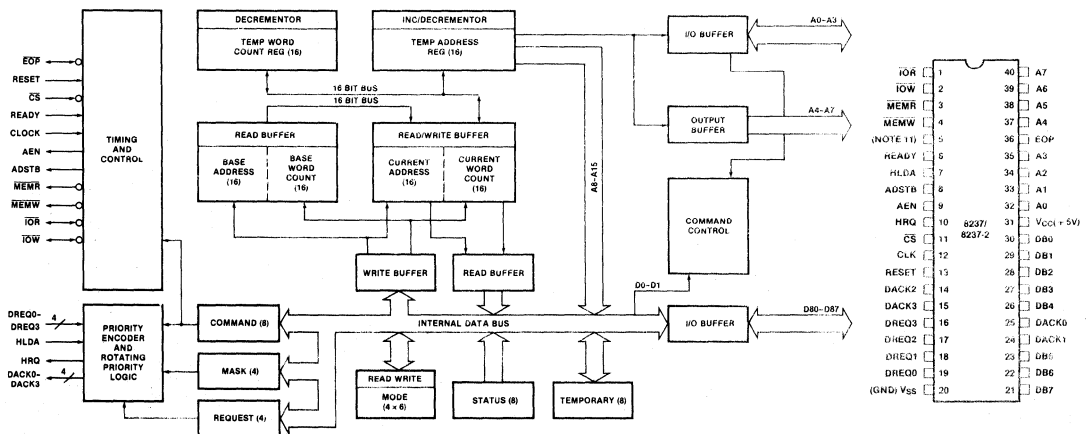 EOP
RESET
CS
READY
CLOCK
AEN
ADSTB
MEMR
MEMW
IOR
IOW
TIMING
AND
CONTROL
DREQ0–
DREQ3
4
HLDA
HRQ
DACK0–
DACK3
4
PRIORITY
ENCODER
AND
ROTATING
PRIORITY
LOGIC
DECREMENTOR
TEMP WORD
COUNT REG (16)
INC/DECREMENTOR
TEMP ADDRESS
REG (16)
16 BIT BUS
16 BIT BUS
READ BUFFER
BASE
ADDRESS
(16)
BASE
WORD
COUNT
(16)
READ/WRITE BUFFER
CURRENT
ADDRESS
(16)
CURRENT
WORD
COUNT
(16)
A8–A15
WRITE BUFFER
READ BUFFER
COMMAND (8)
MASK (4)
REQUEST (4)
INTERNAL DATA BUS
READ WRITE
MODE
(4 × 6)
STATUS (8)
TEMPORARY (8)
I/O BUFFER
A0–A3
OUTPUT
BUFFER
A4–A7
COMMAND
CONTROL
D0–D1
I/O BUFFER
D80–D87
IOR 1
IOW 2
MEMR 3
MEMW 4
(NOTE 11) 5
READY 6
HLDA 7
ADSTB 8
AEN 9
HRQ 10
CS 11
CLK 12
RESET 13
DACK2 14
DACK3 15
DREQ3 16
DREQ2 17
DREQ1 18
DREQ0 19
(GND) VSS 20
8237/
8237-2
40 A7
39 A6
38 A5
37 A4
36 EOP
35 A3
34 A2
33 A1
32 A0
31 VCC(+5V)
30 DB0
29 DB1
28 DB2
27 DB3
26 DB4
25 DACK0
24 DACK1
23 DB5
22 DB6
21 DB7